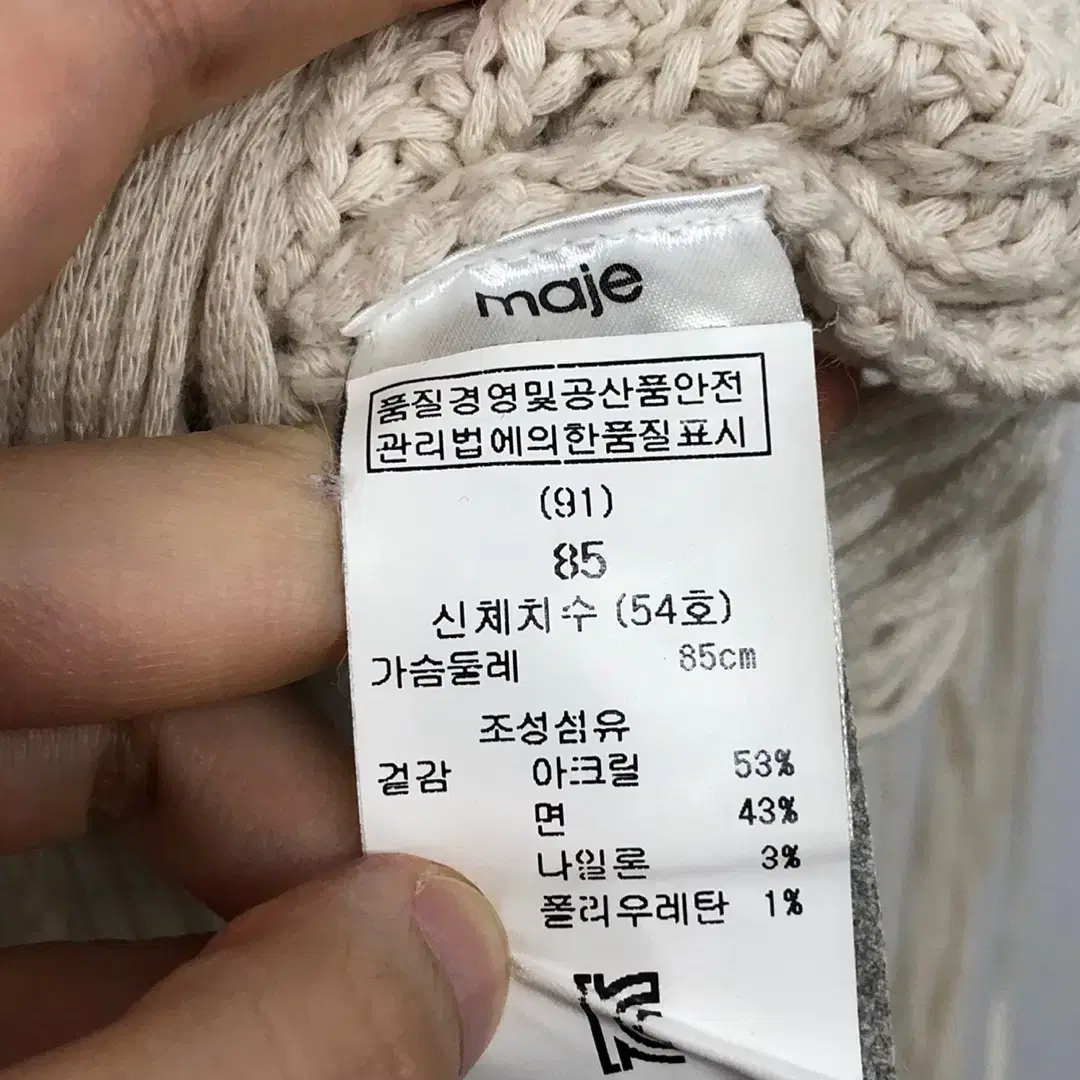 maje
품질경영및공산품안전
관리법에의한품질표시
(91)
85
신체치수 (54호)
가슴둘레 85cm
조성섬유
겉감 아크릴 53%
면 43%
나일론 3%
폴리우레탄 1%